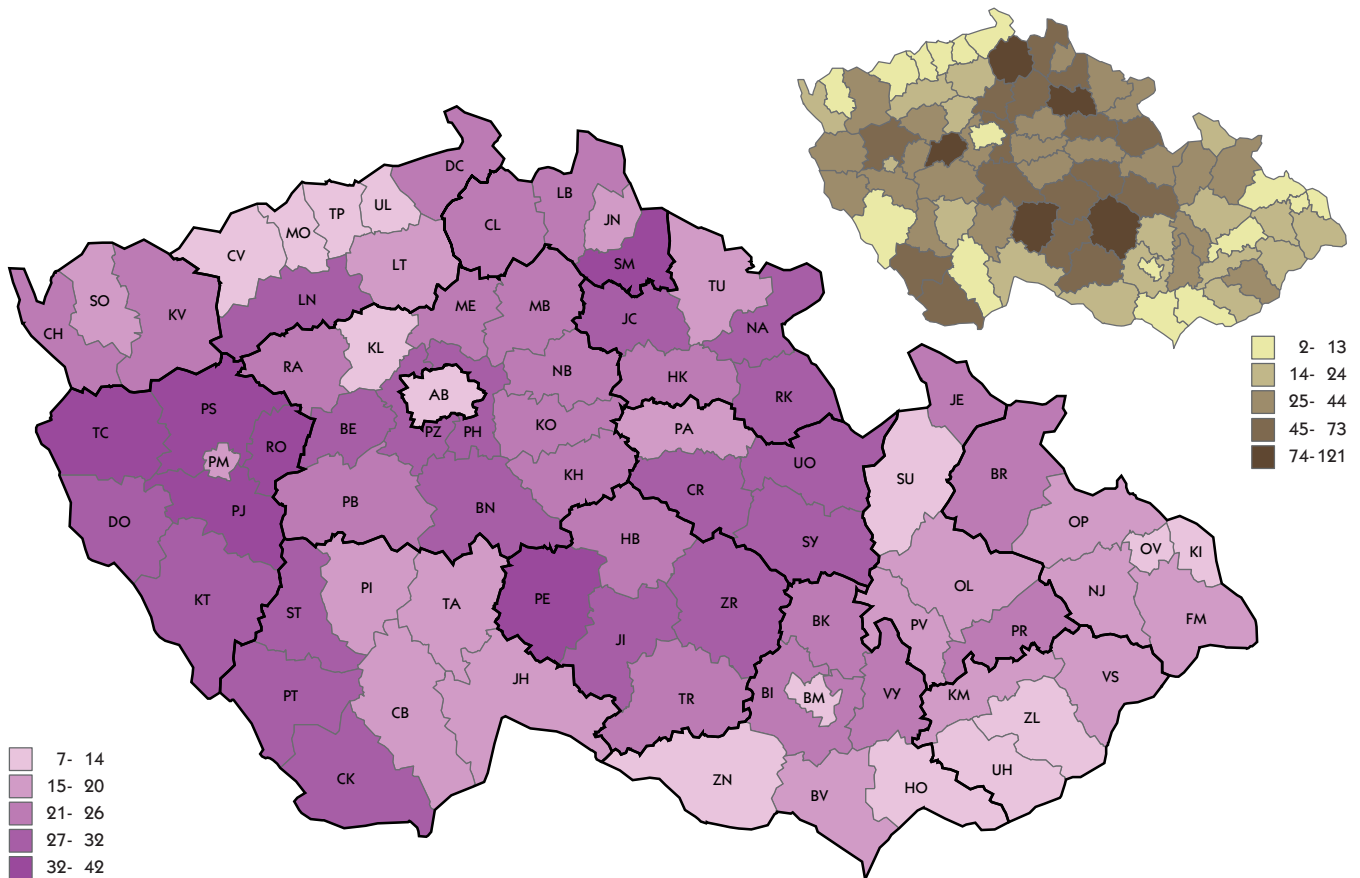 DC
LB
UL
TP
JN
MO
CL
CV
LT
SM
TU
SO
LN
ME
MB
JC
NA
KV
CH
KL
RA
NB
HK
AB
RK
PS
TC
BE
PZ
PH
KO
PA
RO
PM
UO
KH
CR
PB
BN
PJ
DO
SY
HB
JE
SU
BR
OP
OV
KI
OL
NJ
FM
PI
TA
PE
ZR
KT
ST
BK
PV
PR
JI
JH
VS
PT
CB
TR
BI
BM
VY
KM
ZL
CK
ZN
BV
HO
UH
2- 13
14- 24
25- 44
45- 73
74-121
7- 14
15- 20
21- 26
27- 32
32- 42